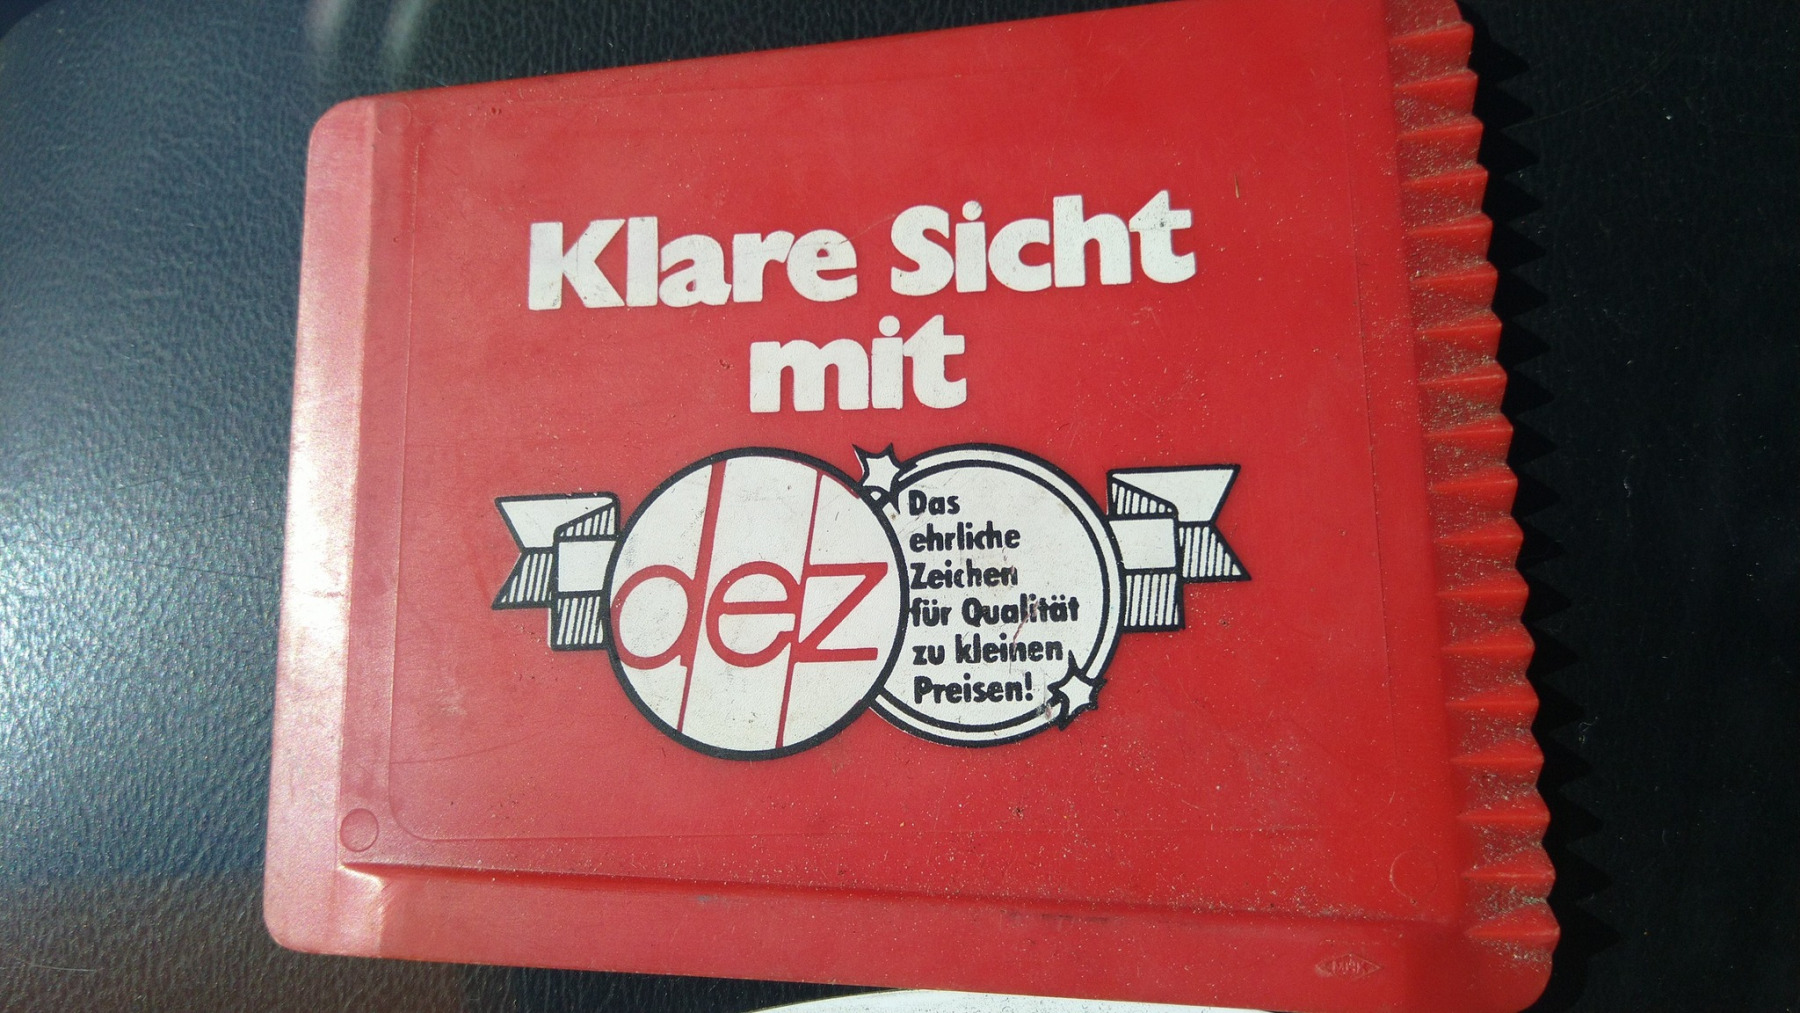 Klare Sicht
mit
dez
Das
ehrliche
Zeichen
für Qualität
zu kleinen
Preisen!